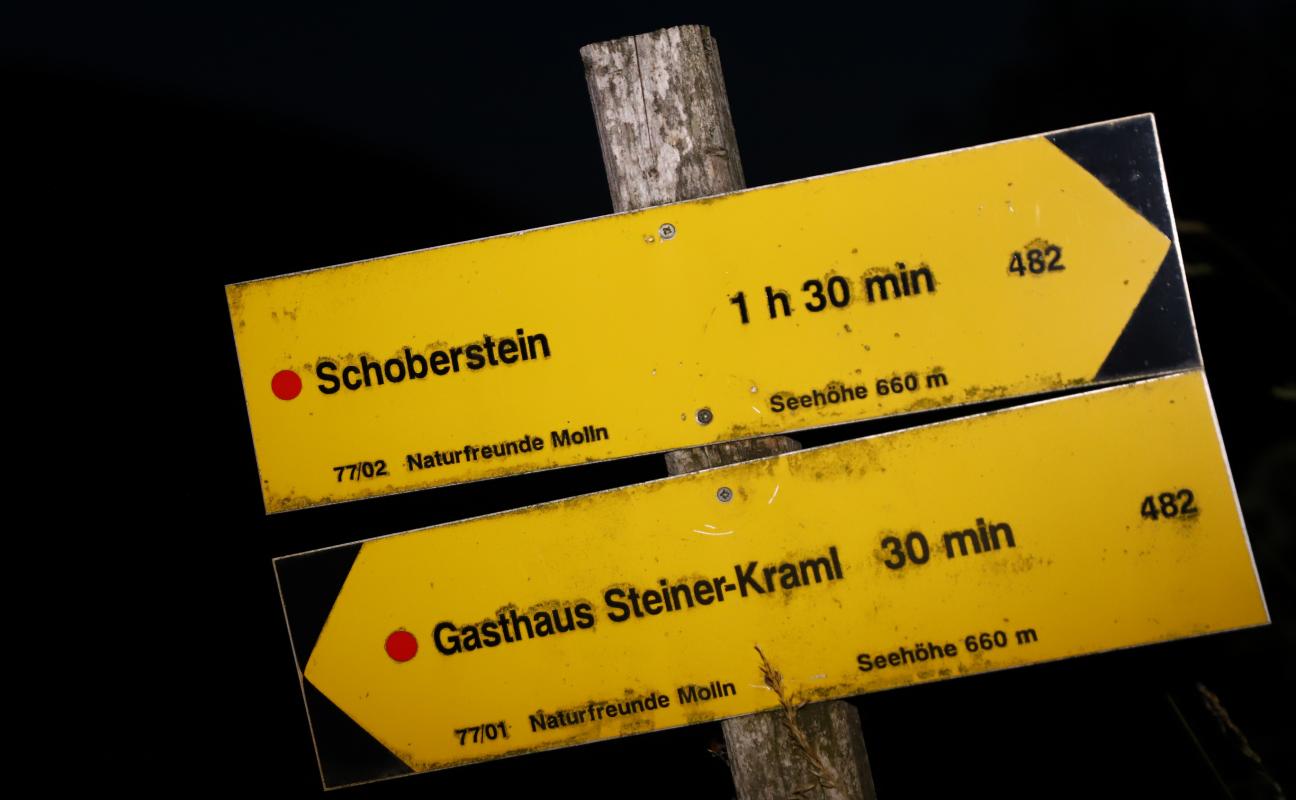 Schoberstein 1 h 30 min 482
77/02 Naturfreunde Molln Seehöhe 660 m
Gasthaus Steiner-Kraml 30 min 482
77/01 Naturfreunde Molln Seehöhe 660 m